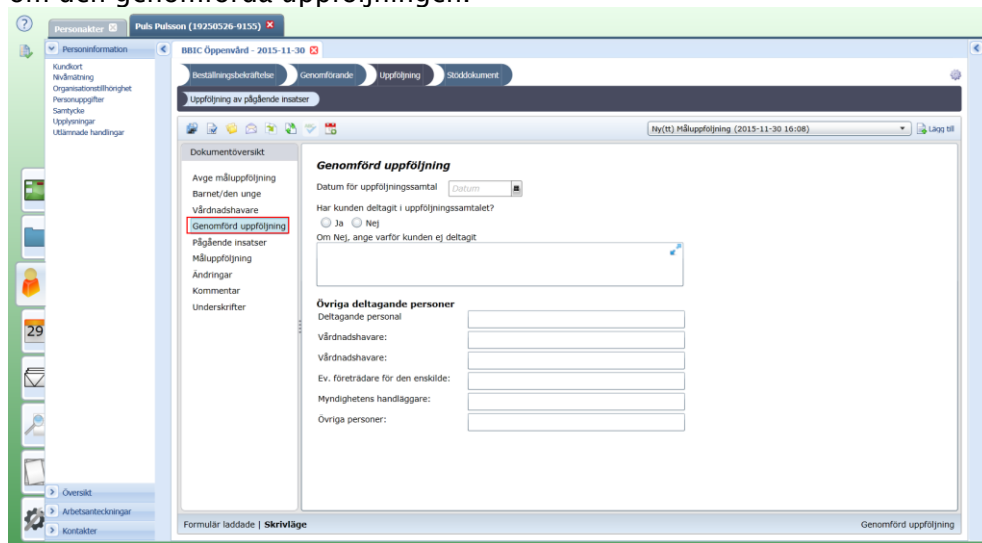 om den genomförda uppföljningen.
?
Personakter
Puls Pulsson (19250526-9155)
Personinformation
Kundkort
Nivåmätning
Organisationstillhörighet
Personuppgifter
Samtycke
Upplysningar
Utlämnade handlingar
BBIC Öppenvård - 2015-11-30
Beställningsbekräftelse Genomförande Uppföljning Stöddokument
Uppföljning av pågående insatser
Ny(tt) Måluppföljning (2015-11-30 16:08) Lägg till
Dokumentöversikt
Avge måluppföljning
Barnet/den unge
Vårdnadshavare
Genomförd uppföljning
Pågående insatser
Måluppföljning
Ändringar
Kommentar
Underskrifter
Genomförd uppföljning
Datum för uppföljningssamtal Datum
Har kunden deltagit i uppföljningssamtalet?
Ja Nej
Om Nej, ange varför kunden ej deltagit
Övriga deltagande personer
Deltagande personal
Vårdnadshavare:
Vårdnadshavare:
Ev. företrädare för den enskilde:
Myndighetens handläggare:
Övriga personer:
29
Översikt
Arbetsanteckningar
Kontakter
Formulär laddade | Skrivläge
Genomförd uppföljning